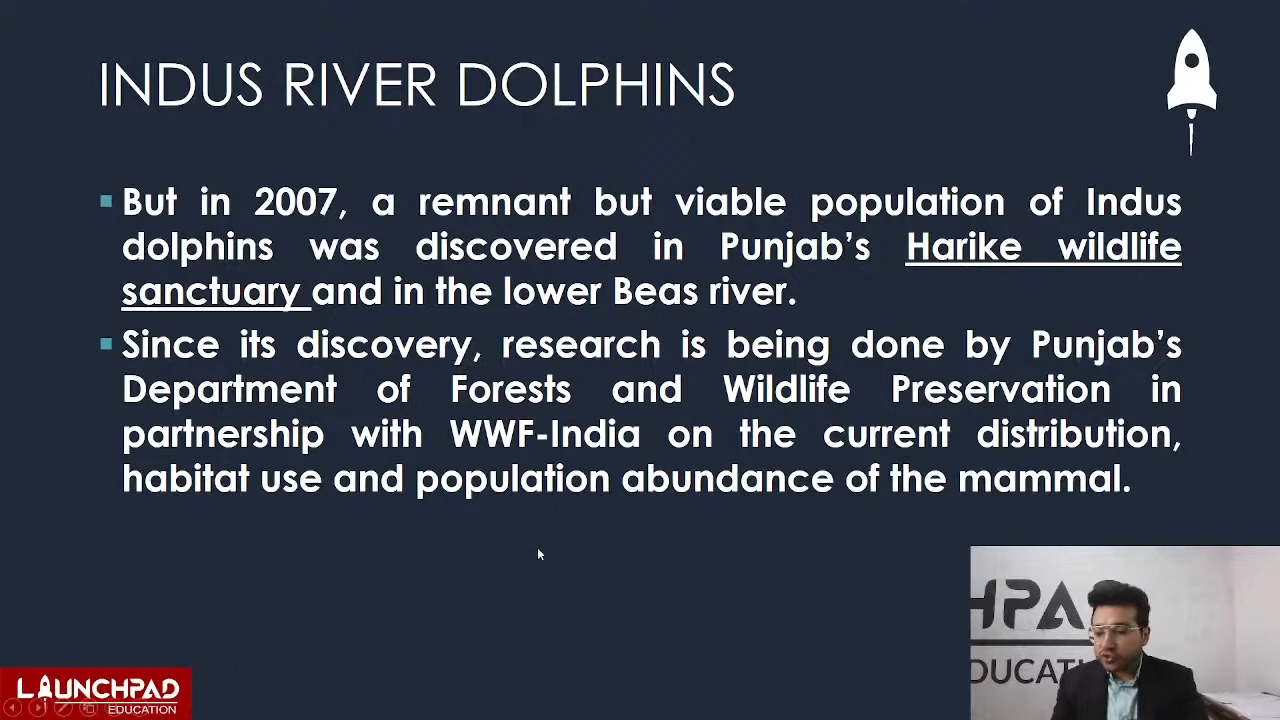 INDUS RIVER DOLPHINS
But in 2007, a remnant but viable population of Indus
dolphins was discovered in Punjab’s Harike wildlife
sanctuary and in the lower Beas river.
Since its discovery, research is being done by Punjab’s
Department of Forests and Wildlife Preservation in
partnership with WWF-India on the current distribution,
habitat use and population abundance of the mammal.
HPA
DUCATI
LAUNCHPAD
EDUCATION